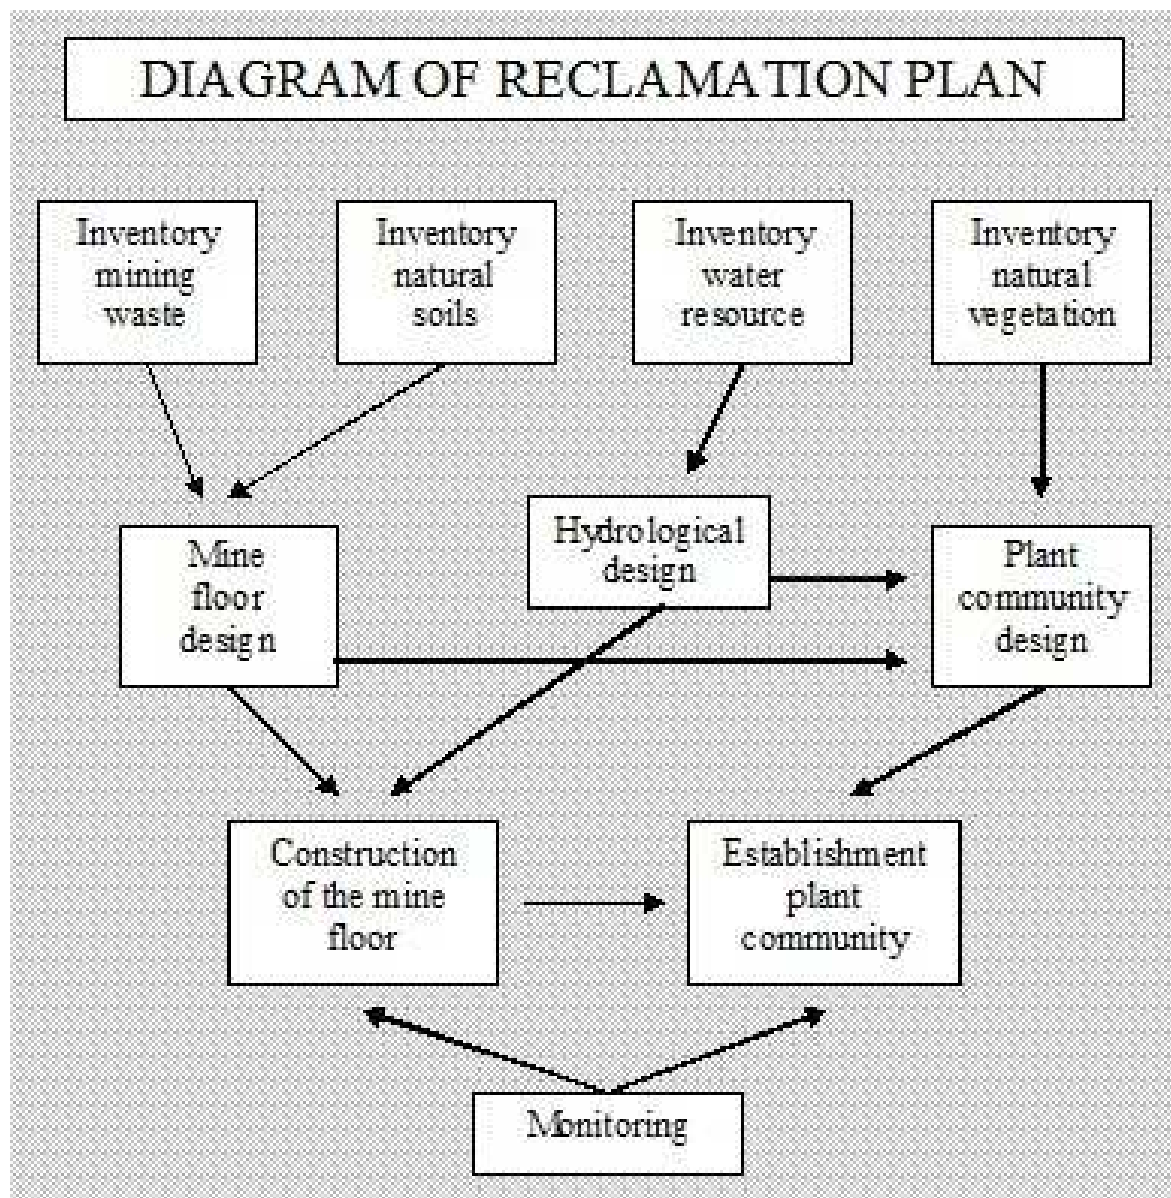 DIAGRAM OF RECLAMATION PLAN
Inventory
mining
waste
Inventory
natural
soils
Inventory
water
resource
Inventory
natural
vegetation
Mine
floor
design
Hydrological
design
Plant
community
design
Construction
of the mine
floor
Establishment
plant
community
Monitoring